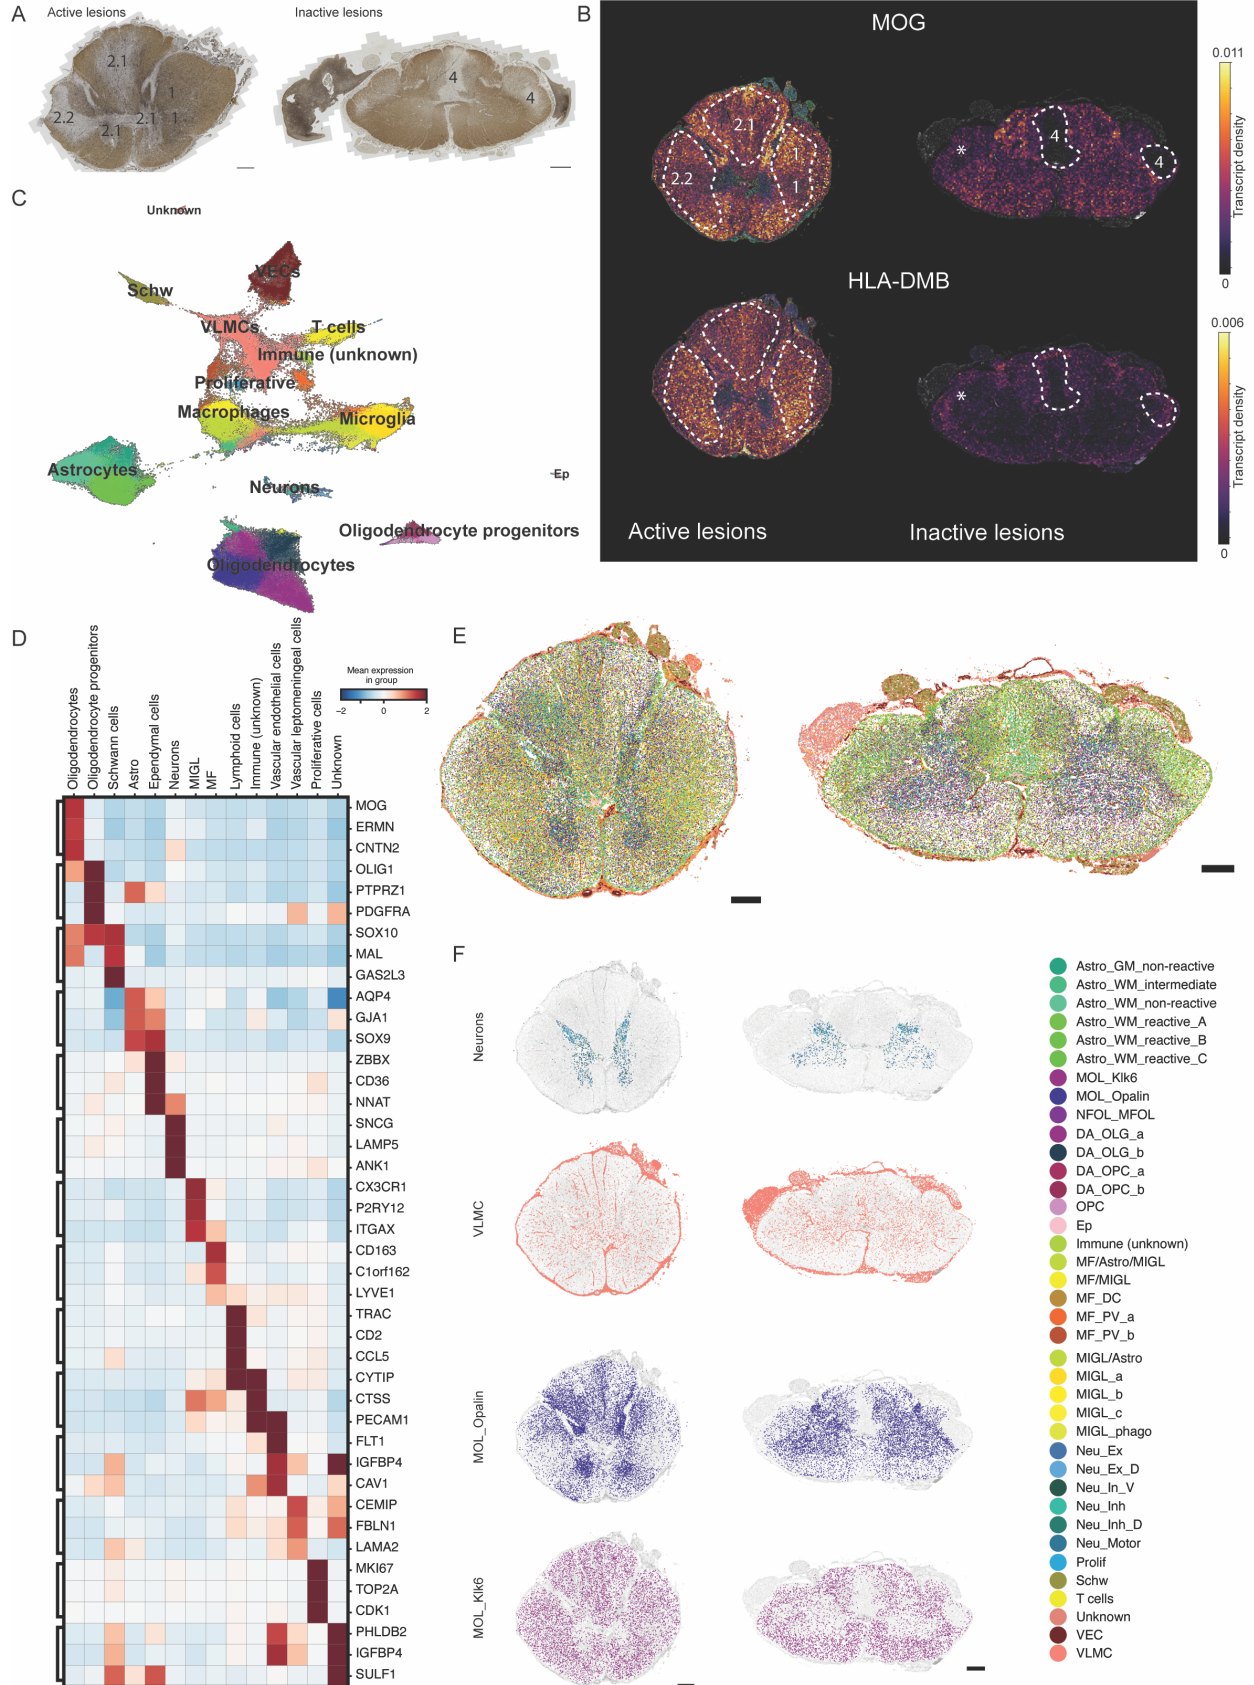 A
Active lesions
Inactive lesions
2.1
1
2.2
2.1
2.1
1
4
4
B
MOG
2.1
2.2
1
1
4
4
*
0.011
Transcript density
0
HLA-DMB
*
0.006
Transcript density
0
Active lesions
Inactive lesions
C
Unknown
VECs
Schw
VLMCs
T cells
Immune (unknown)
Proliferative
Macrophages
Microglia
Astrocytes
Ep
Neurons
Oligodendrocyte progenitors
Oligodendrocytes
D
Mean expression
in group
−2
0
2
Oligodendrocytes
Oligodendrocyte progenitors
Schwann cells
Astro
Ependymal cells
Neurons
MIGL
MF
Lymphoid cells
Immune (unknown)
Vascular endothelial cells
Vascular leptomeningeal cells
Proliferative cells
Unknown
MOG
ERMN
CNTN2
OLIG1
PTPRZ1
PDGFRA
SOX10
MAL
GAS2L3
AQP4
GJA1
SOX9
ZBBX
CD36
NNAT
SNCG
LAMP5
ANK1
CX3CR1
P2RY12
ITGAX
CD163
C1orf162
LYVE1
TRAC
CD2
CCL5
CYTIP
CTSS
PECAM1
FLT1
IGFBP4
CAV1
CEMIP
FBLN1
LAMA2
MKI67
TOP2A
CDK1
PHLDB2
IGFBP4
SULF1
E
F
Neurons
VLMC
MOL_Opalin
MOL_Klk6
Astro_GM_non-reactive
Astro_WM_intermediate
Astro_WM_non-reactive
Astro_WM_reactive_A
Astro_WM_reactive_B
Astro_WM_reactive_C
MOL_Klk6
MOL_Opalin
NFOL_MFOL
DA_OLG_a
DA_OLG_b
DA_OPC_a
DA_OPC_b
OPC
Ep
Immune (unknown)
MF/Astro/MIGL
MF/MIGL
MF_DC
MF_PV_a
MF_PV_b
MIGL/Astro
MIGL_a
MIGL_b
MIGL_c
MIGL_phago
Neu_Ex
Neu_Ex_D
Neu_In_V
Neu_Inh
Neu_Inh_D
Neu_Motor
Prolif
Schw
T cells
Unknown
VEC
VLMC